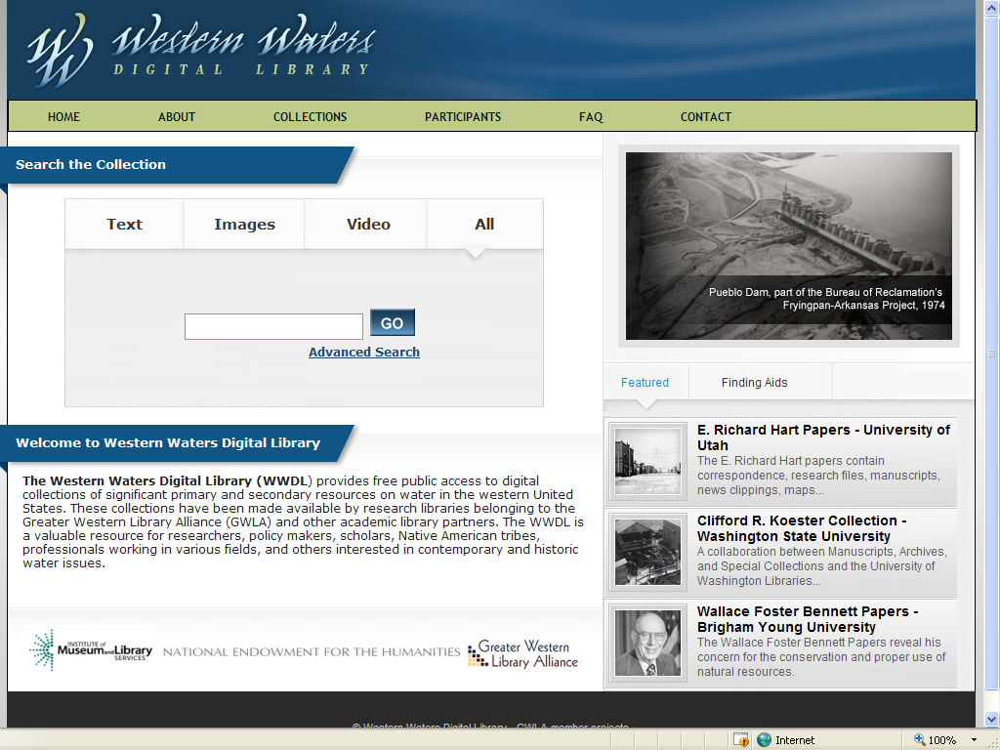 Western Waters
DIGITAL LIBRARY
HOME ABOUT COLLECTIONS PARTICIPANTS FAQ CONTACT
Search the Collection
Text Images Video All
GO
Advanced Search
Pueblo Dam, part of the Bureau of Reclamation's
Fryingpan-Arkansas Project, 1974
Featured Finding Aids
E. Richard Hart Papers - University of
Utah
The E. Richard Hart papers contain
correspondence, research files, manuscripts,
news clippings, maps...
Clifford R. Koester Collection -
Washington State University
A collaboration between Manuscripts, Archives,
and Special Collections and the University of
Washington Libraries...
Wallace Foster Bennett Papers -
Brigham Young University
The Wallace Foster Bennett Papers reveal his
concern for the conservation and proper use of
natural resources.
Welcome to Western Waters Digital Library
The Western Waters Digital Library (WWDL) provides free public access to digital
collections of significant primary and secondary resources on water in the western United
States. These collections have been made available by research libraries belonging to the
Greater Western Library Alliance (GWLA) and other academic library partners. The WWDL is
a valuable resource for researchers, policy makers, scholars, Native American tribes,
professionals working in various fields, and others interested in contemporary and historic
water issues.
INSTITUTE of
Museum and Library
SERVICES
NATIONAL ENDOWMENT FOR THE HUMANITIES
Greater Western
Library Alliance
© Western Waters Digital Library - GWLA member projects
Internet 100%